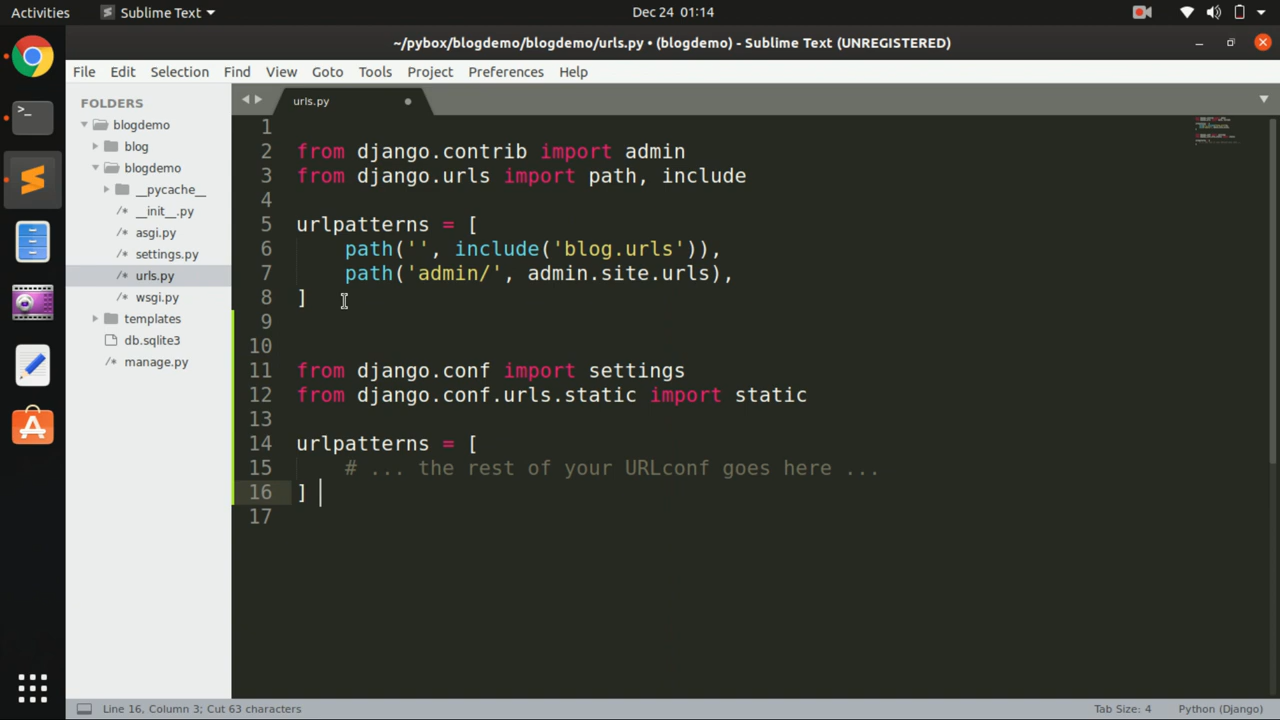 Activities
Sublime Text
Dec 24 01:14
~/pybox/blogdemo/blogdemo/urls.py • (blogdemo) - Sublime Text (UNREGISTERED)
File Edit Selection Find View Goto Tools Project Preferences Help
FOLDERS
blogdemo
blog
blogdemo
__pycache__
__init__.py
asgi.py
settings.py
urls.py
wsgi.py
templates
db.sqlite3
manage.py
urls.py
1
2 from django.contrib import admin
3 from django.urls import path, include
4
5 urlpatterns = [
6     path('', include('blog.urls')),
7     path('admin/', admin.site.urls),
8 ]
9
10
11 from django.conf import settings
12 from django.conf.urls.static import static
13
14 urlpatterns = [
15     # ... the rest of your URLconf goes here ...
16 ]
17
Line 16, Column 3; Cut 63 characters
Tab Size: 4
Python (Django)